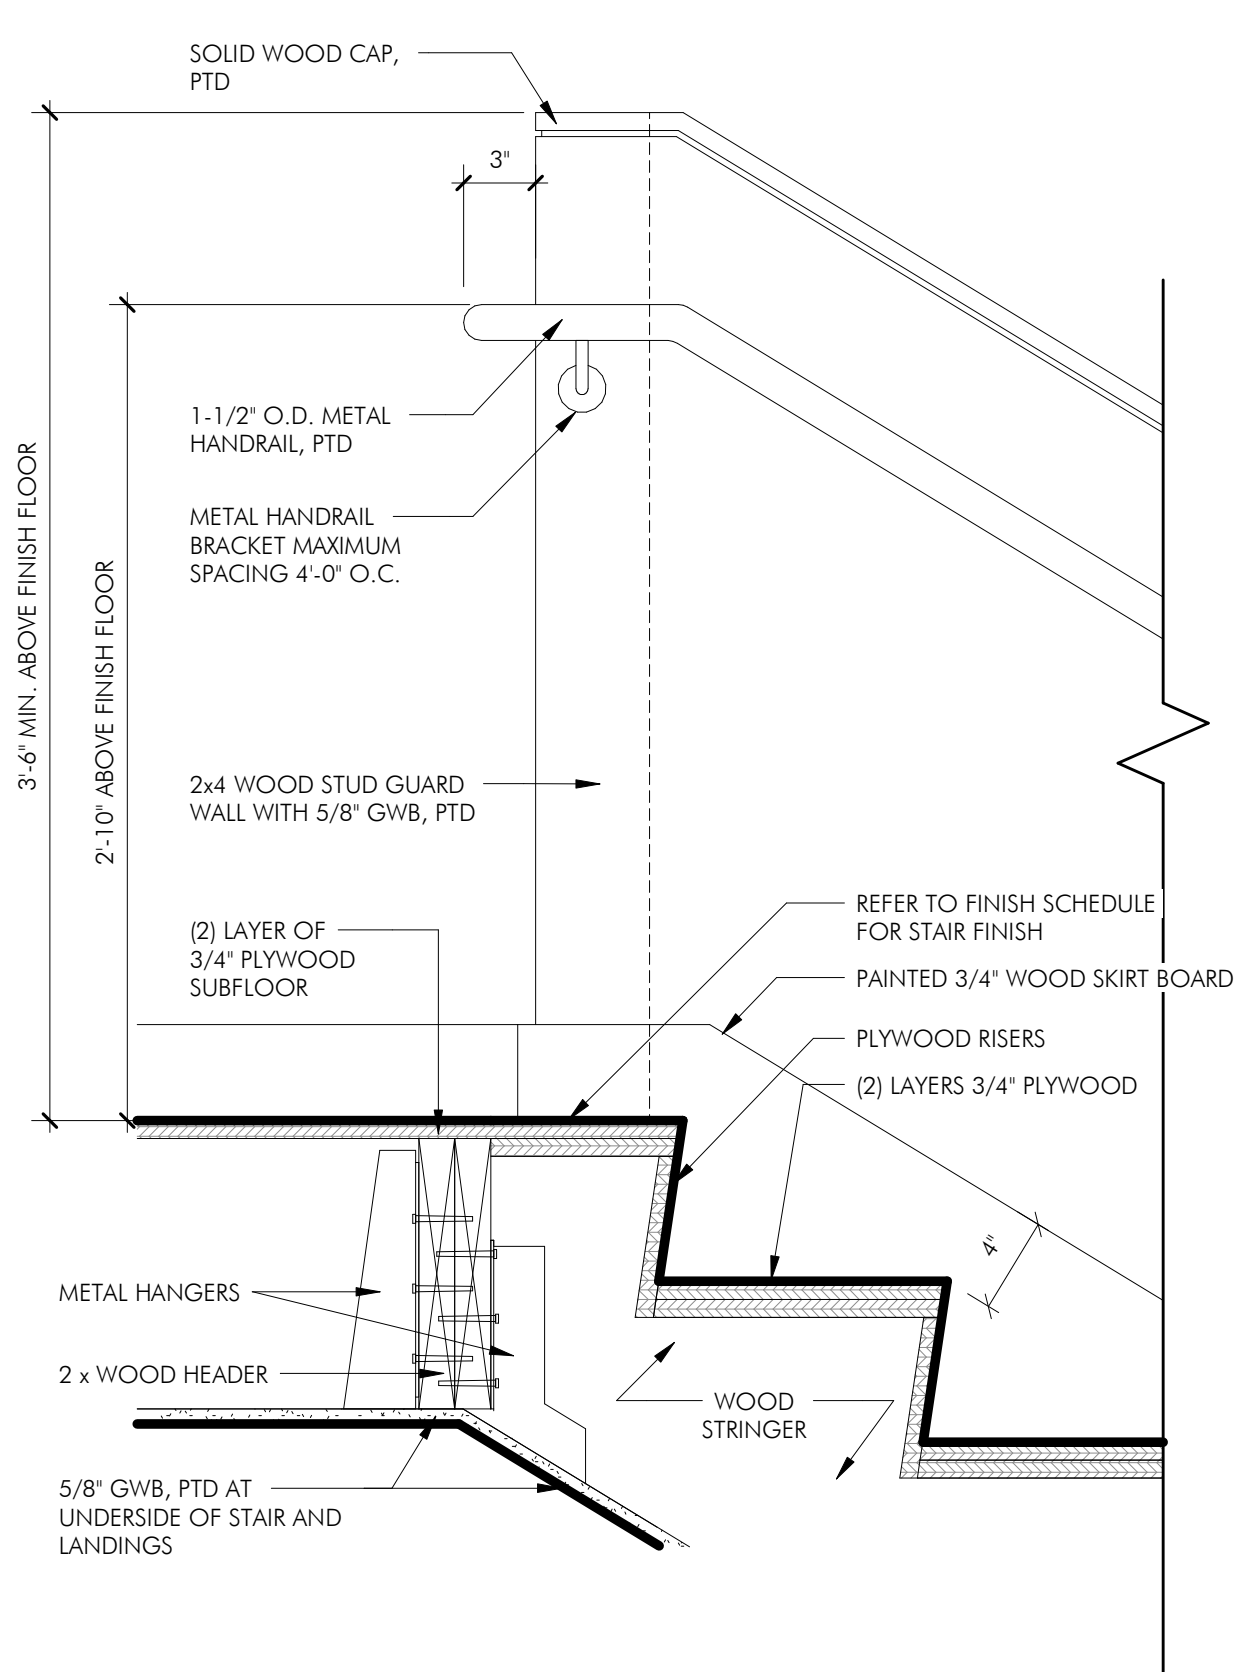 SOLID WOOD CAP,
PTD
3"
1-1/2" O.D. METAL
HANDRAIL, PTD
METAL HANDRAIL
BRACKET MAXIMUM
SPACING 4'-0" O.C.
3'-6" MIN. ABOVE FINISH FLOOR
2'-10" ABOVE FINISH FLOOR
2x4 WOOD STUD GUARD
WALL WITH 5/8" GWB, PTD
(2) LAYER OF
3/4" PLYWOOD
SUBFLOOR
REFER TO FINISH SCHEDULE
FOR STAIR FINISH
PAINTED 3/4" WOOD SKIRT BOARD
PLYWOOD RISERS
(2) LAYERS 3/4" PLYWOOD
4"
METAL HANGERS
2 x WOOD HEADER
WOOD
STRINGER
5/8" GWB, PTD AT
UNDERSIDE OF STAIR AND
LANDINGS